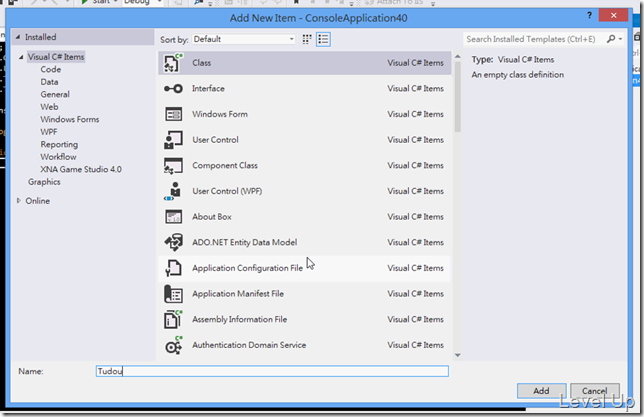 Start
Debug
Attach to us
Add New Item - ConsoleApplication40
? ×
Installed
Sort by: Default
Search Installed Templates (Ctrl+E)
Visual C# Items
Code
Data
General
Web
Windows Forms
WPF
Reporting
Workflow
XNA Game Studio 4.0
Graphics
Online
Class Visual C# Items
Interface Visual C# Items
Windows Form Visual C# Items
User Control Visual C# Items
Component Class Visual C# Items
User Control (WPF) Visual C# Items
About Box Visual C# Items
ADO.NET Entity Data Model Visual C# Items
Application Configuration File Visual C# Items
Application Manifest File Visual C# Items
Assembly Information File Visual C# Items
Authentication Domain Service Visual C# Items
Type: Visual C# Items
An empty class definition
Name: Tudou
Add Cancel
Level Up